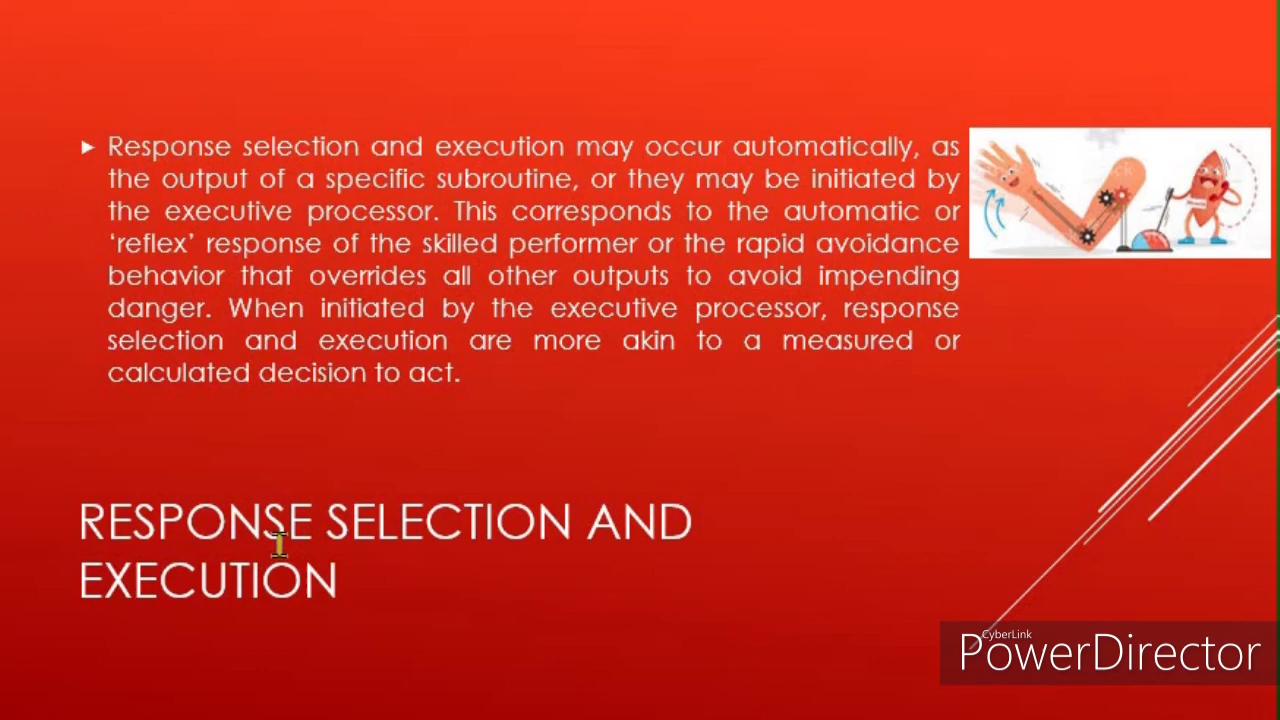 Response selection and execution may occur automatically, as
the output of a specific subroutine, or they may be initiated by
the executive processor. This corresponds to the automatic or
‘reflex’ response of the skilled performer or the rapid avoidance
behavior that overrides all other outputs to avoid impending
danger. When initiated by the executive processor, response
selection and execution are more akin to a measured or
calculated decision to act.
RESPONSE SELECTION AND
EXECUTION
CyberLink
PowerDirector